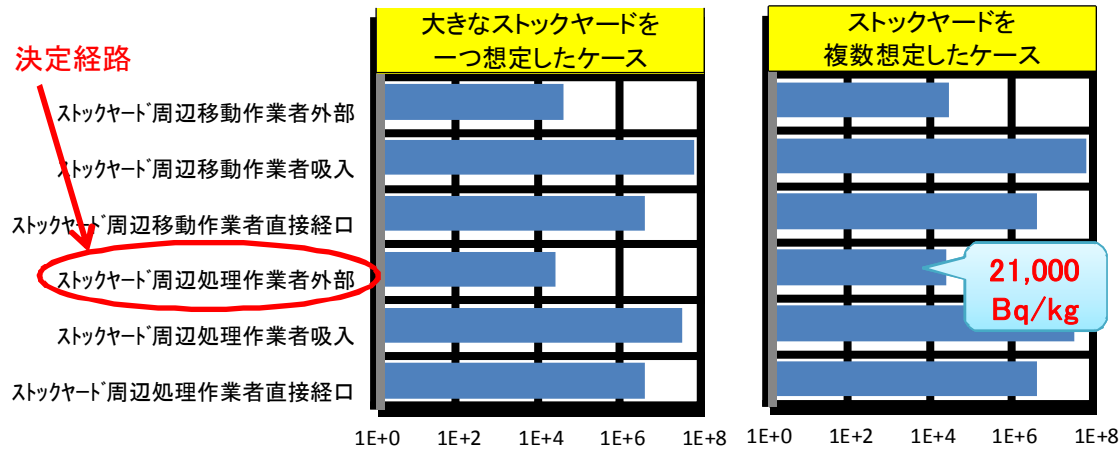 大きなストックヤードを
一つ想定したケース
ストックヤードを
複数想定したケース
決定経路
ｽﾄｯｸﾔｰﾄﾞ周辺移動作業者外部
ｽﾄｯｸﾔｰﾄﾞ周辺移動作業者吸入
ｽﾄｯｸﾔｰﾄﾞ周辺移動作業者直接経口
ｽﾄｯｸﾔｰﾄﾞ周辺処理作業者外部
ｽﾄｯｸﾔｰﾄﾞ周辺処理作業者吸入
ｽﾄｯｸﾔｰﾄﾞ周辺処理作業者直接経口
21,000
Bq/kg
1E+0 1E+2 1E+4 1E+6 1E+8
1E+0 1E+2 1E+4 1E+6 1E+8